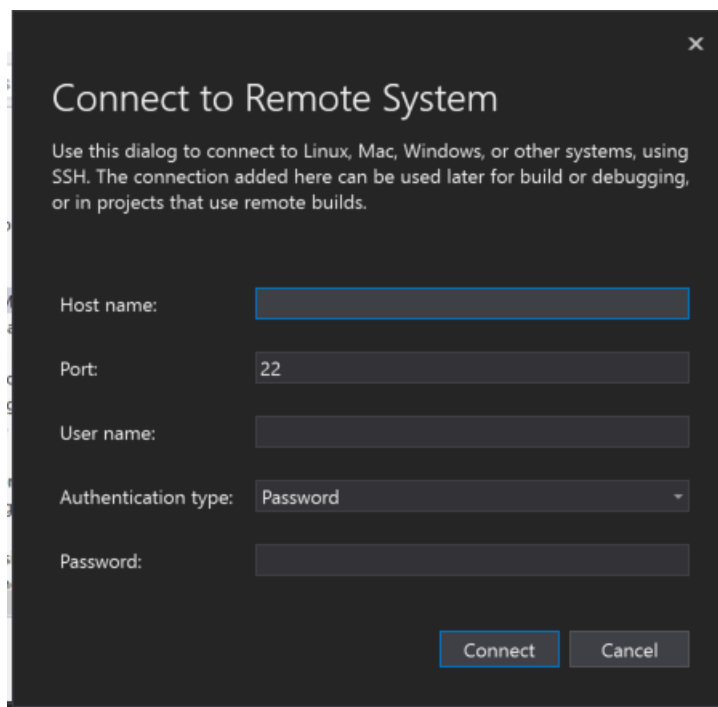 Connect to Remote System
Use this dialog to connect to Linux, Mac, Windows, or other systems, using
SSH. The connection added here can be used later for build or debugging,
or in projects that use remote builds.
Host name:
Port: 22
User name:
Authentication type: Password
Password:
Connect Cancel